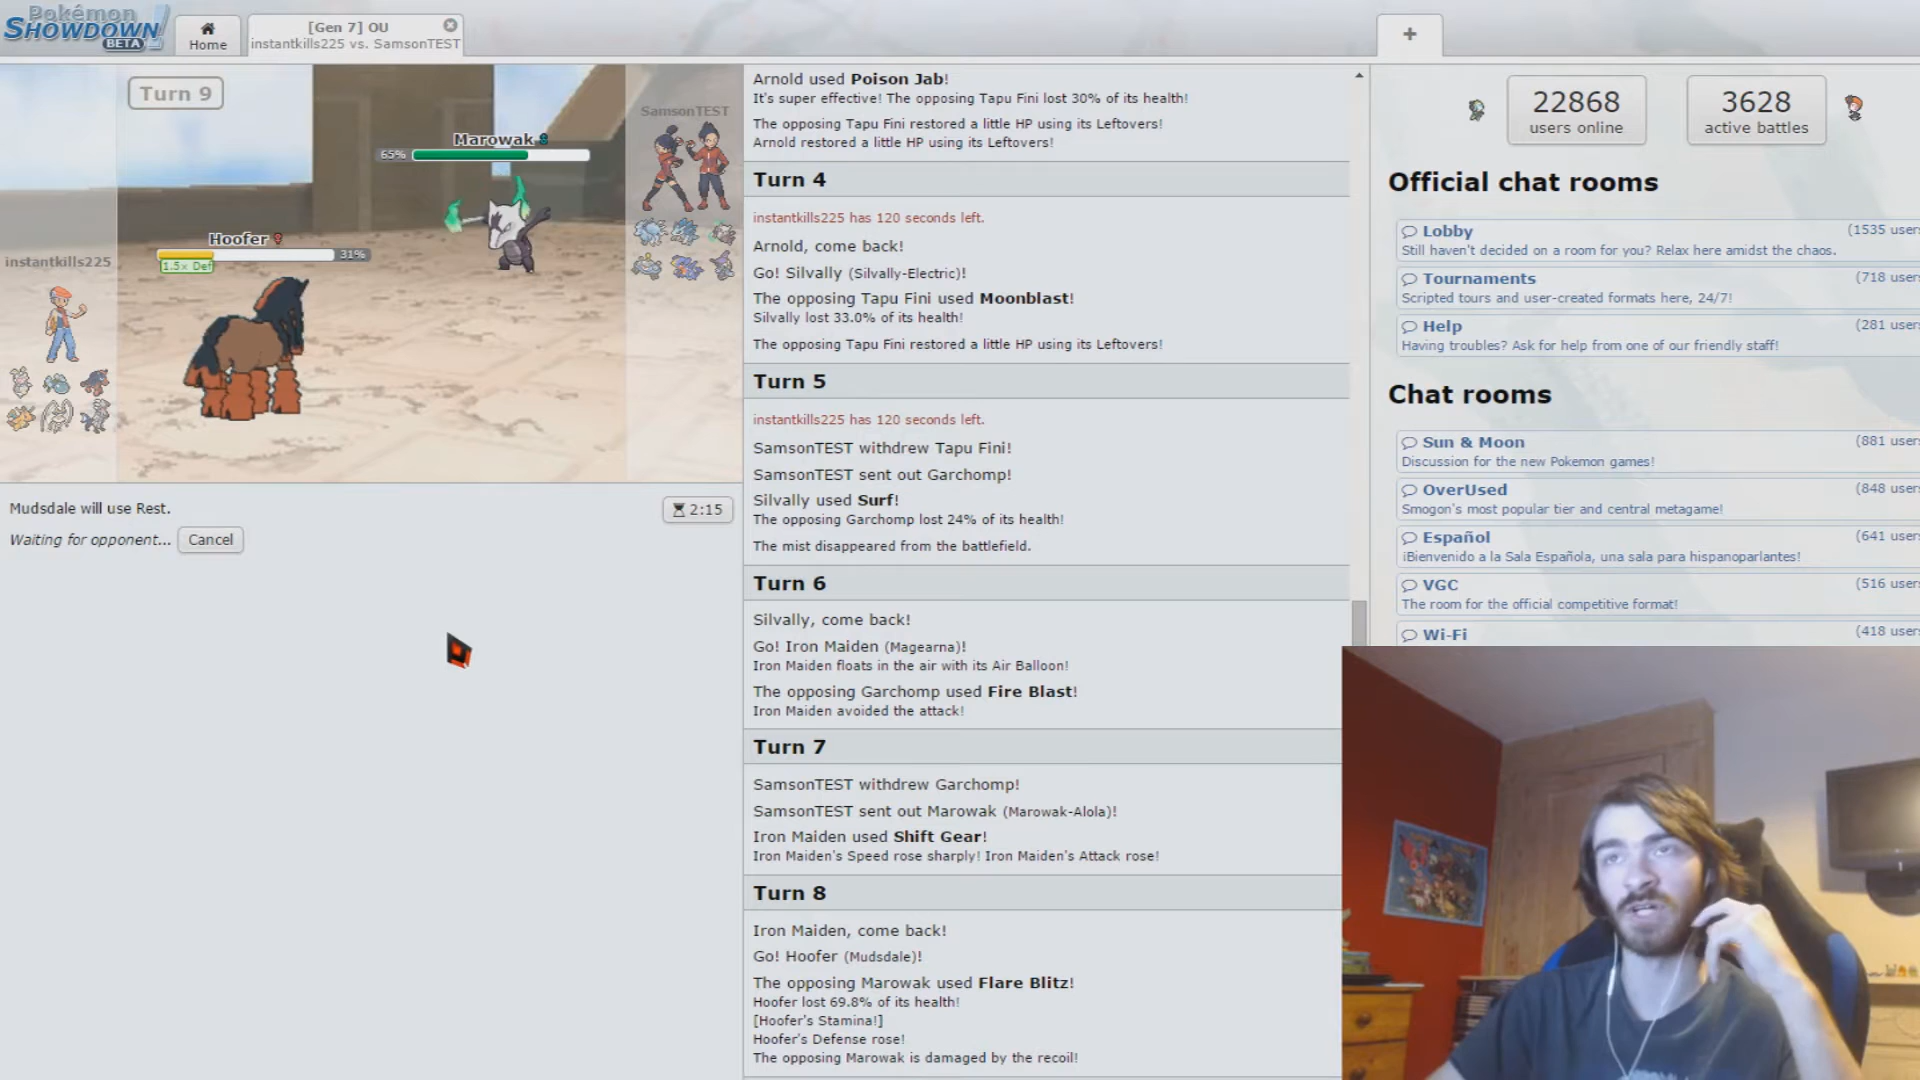 Pokémon
SHOWDOWN!
BETA
Home
[Gen 7] OU
instantkills225 vs. SamsonTEST
+
Turn 9
SamsonTEST
Marowak
65%
Hoofer
31%
1.5× Def
instantkills225
Mudsdale will use Rest.
2:15
Waiting for opponent... Cancel
Arnold used Poison Jab!
It's super effective! The opposing Tapu Fini lost 30% of its health!
The opposing Tapu Fini restored a little HP using its Leftovers!
Arnold restored a little HP using its Leftovers!
Turn 4
instantkills225 has 120 seconds left.
Arnold, come back!
Go! Silvally (Silvally-Electric)!
The opposing Tapu Fini used Moonblast!
Silvally lost 33.0% of its health!
The opposing Tapu Fini restored a little HP using its Leftovers!
Turn 5
instantkills225 has 120 seconds left.
SamsonTEST withdrew Tapu Fini!
SamsonTEST sent out Garchomp!
Silvally used Surf!
The opposing Garchomp lost 24% of its health!
The mist disappeared from the battlefield.
Turn 6
Silvally, come back!
Go! Iron Maiden (Magearna)!
Iron Maiden floats in the air with its Air Balloon!
The opposing Garchomp used Fire Blast!
Iron Maiden avoided the attack!
Turn 7
SamsonTEST withdrew Garchomp!
SamsonTEST sent out Marowak (Marowak-Alola)!
Iron Maiden used Shift Gear!
Iron Maiden's Speed rose sharply! Iron Maiden's Attack rose!
Turn 8
Iron Maiden, come back!
Go! Hoofer (Mudsdale)!
The opposing Marowak used Flare Blitz!
Hoofer lost 69.8% of its health!
[Hoofer's Stamina!]
Hoofer's Defense rose!
The opposing Marowak is damaged by the recoil!
22868
users online
3628
active battles
Official chat rooms
Lobby (1535 users
Still haven't decided on a room for you? Relax here amidst the chaos.
Tournaments (718 users
Scripted tours and user-created formats here, 24/7!
Help (281 users
Having troubles? Ask for help from one of our friendly staff!
Chat rooms
Sun & Moon (881 users
Discussion for the new Pokemon games!
OverUsed (848 users
Smogon's most popular tier and central metagame!
Español (641 users
¡Bienvenido a la Sala Española, una sala para hispanoparlantes!
VGC (516 users
The room for the official competitive format!
Wi-Fi (418 users